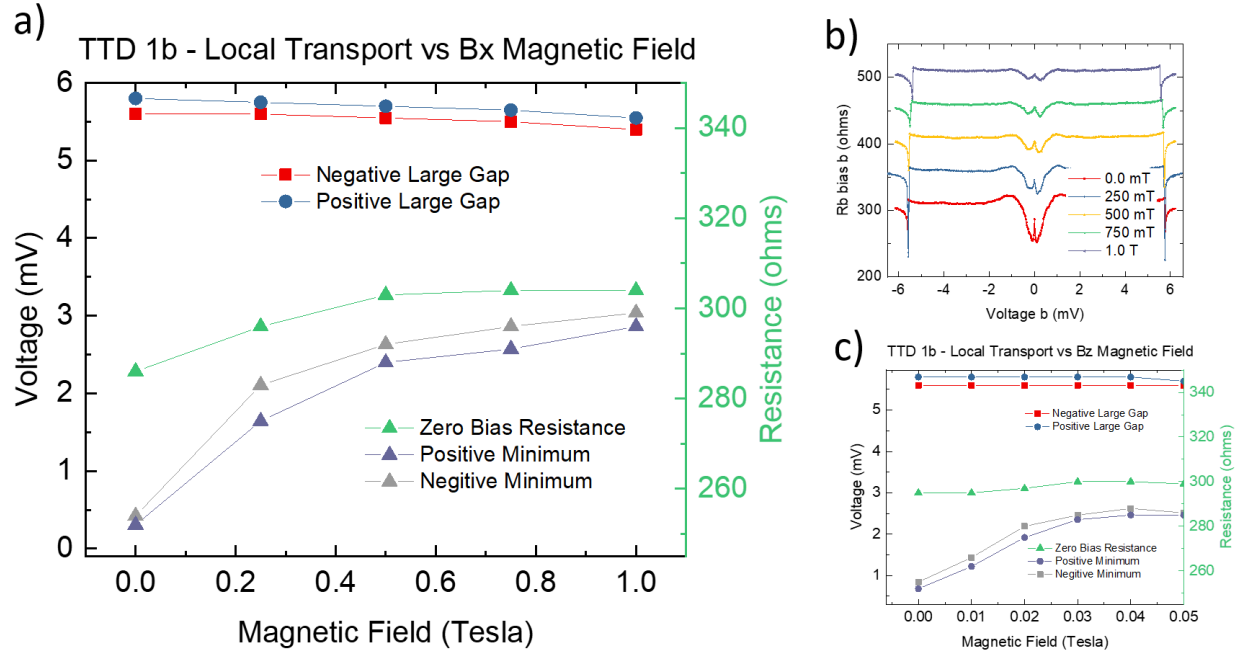 a)
TTD 1b - Local Transport vs Bx Magnetic Field
6
5
4
3
2
1
0
Voltage (mV)
Negative Large Gap
Positive Large Gap
Zero Bias Resistance
Positive Minimum
Negitive Minimum
340
320
300
280
260
Resistance (ohms)
0.0 0.2 0.4 0.6 0.8 1.0
Magnetic Field (Tesla)
b)
500
400
300
200
Rb bias b (ohms)
0.0 mT
250 mT
500 mT
750 mT
1.0 T
-6 -4 -2 0 2 4 6
Voltage b (mV)
c)
TTD 1b - Local Transport vs Bz Magnetic Field
5
4
3
2
1
Voltage (mV)
Negative Large Gap
Positive Large Gap
Zero Bias Resistance
Positive Minimum
Negitive Minimum
340
320
300
280
260
Resistance (ohms)
0.00 0.01 0.02 0.03 0.04 0.05
Magnetic Field (Tesla)